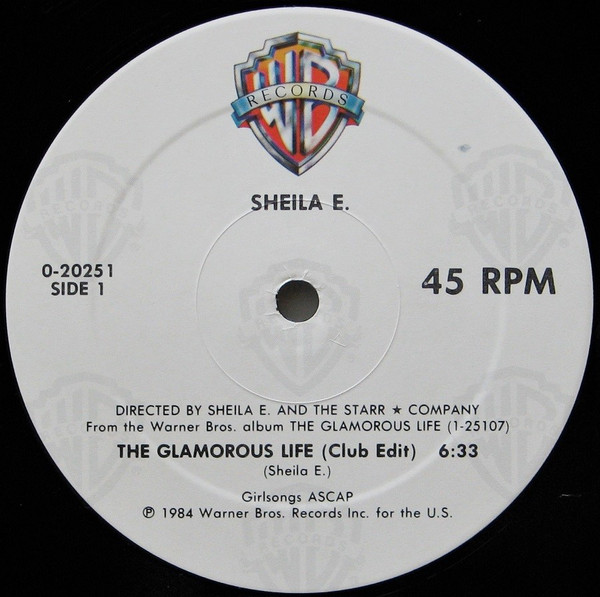 WB
RECORDS
SHEILA E.
0-20251
SIDE 1
45 RPM
DIRECTED BY SHEILA E. AND THE STARR ★ COMPANY
From the Warner Bros. album THE GLAMOROUS LIFE (1-25107)
THE GLAMOROUS LIFE (Club Edit) 6:33
(Sheila E.)
Girlsongs ASCAP
℗ 1984 Warner Bros. Records Inc. for the U.S.